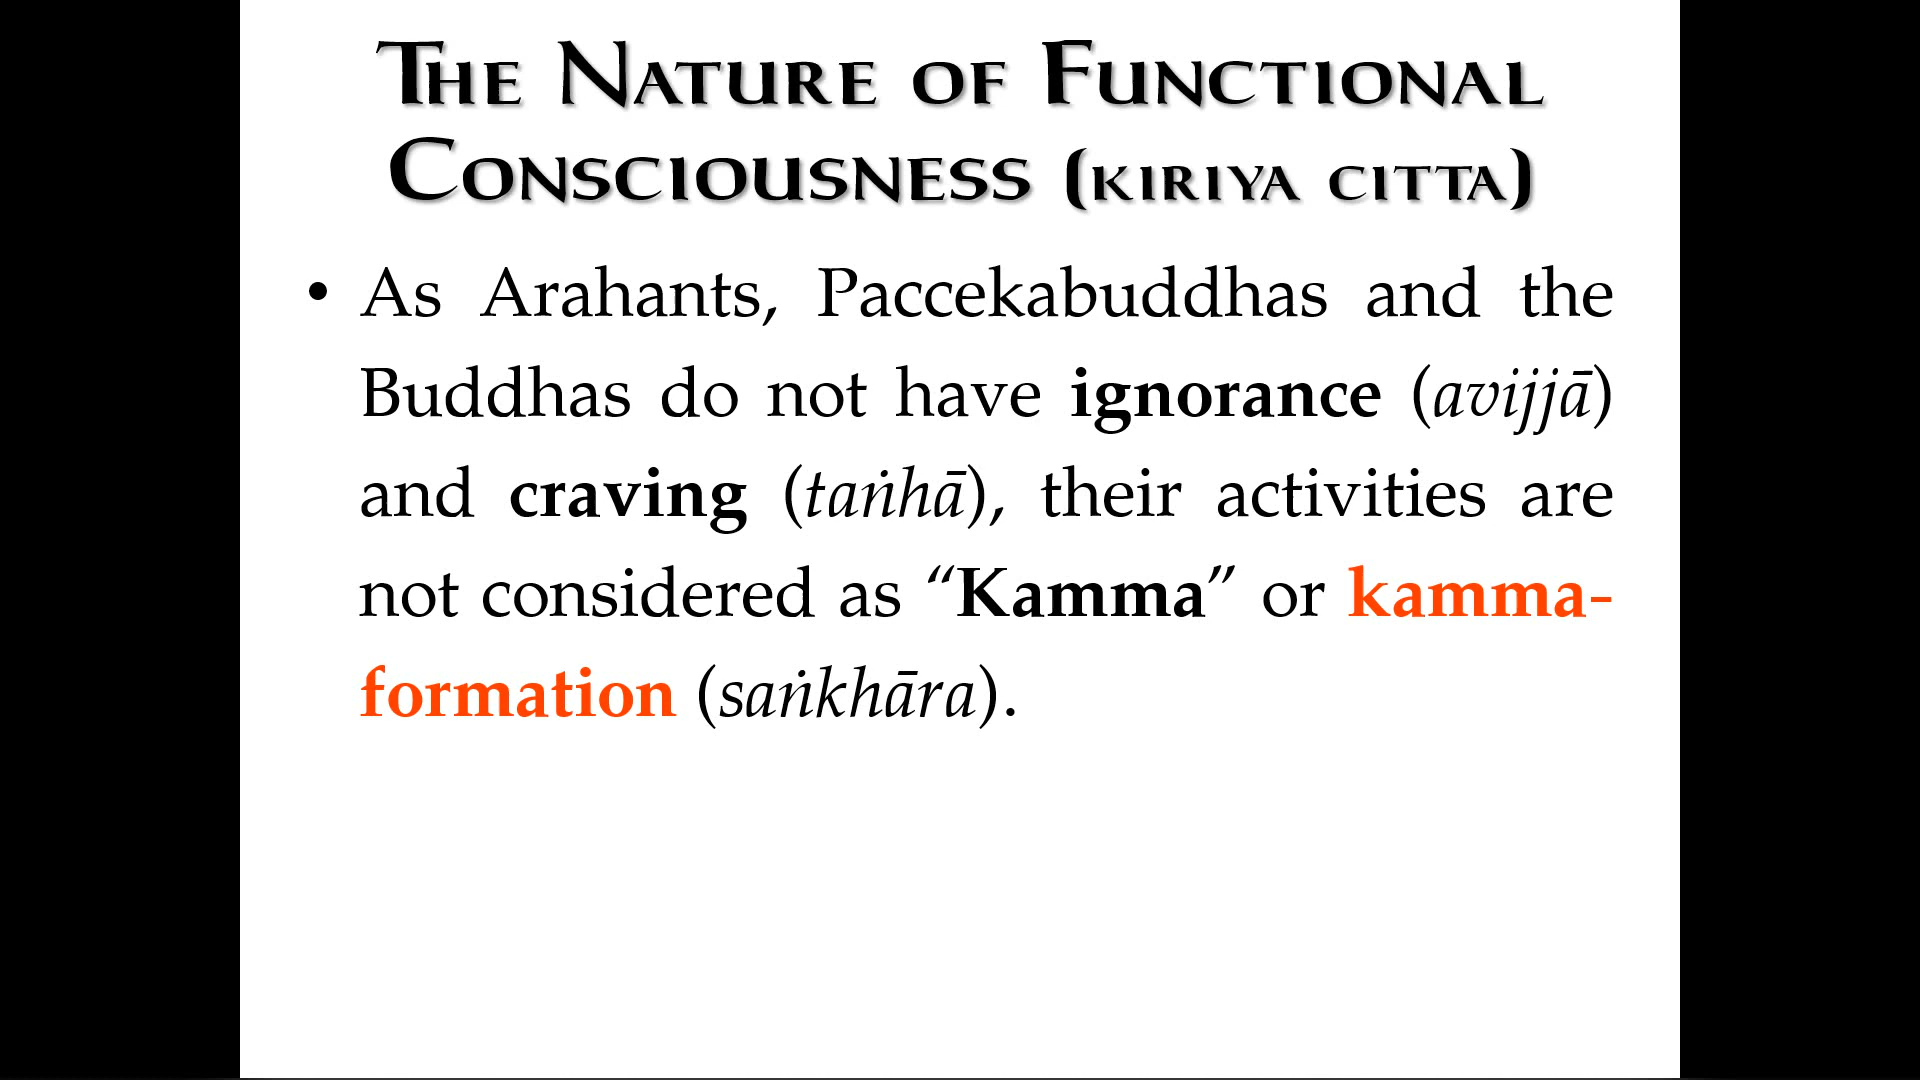 The Nature of Functional
Consciousness (kiriya citta)
• As Arahants, Paccekabuddhas and the
Buddhas do not have ignorance (avijjā)
and craving (taṅhā), their activities are
not considered as “Kamma” or kamma-
formation (saṅkhāra).